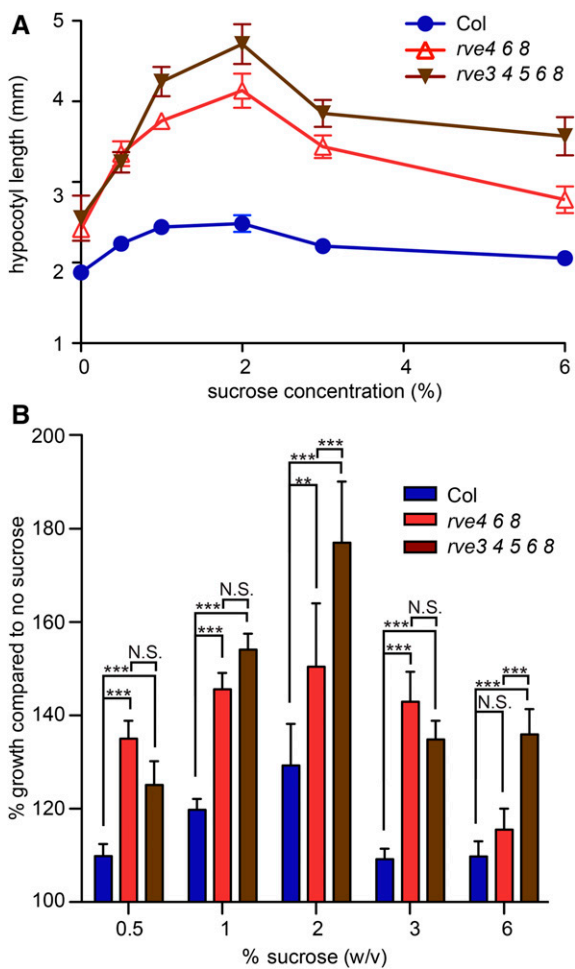 A
Col
rve4 6 8
rve3 4 5 6 8
hypocotyl length (mm)
5
4
3
2
1
0 2 4 6
sucrose concentration (%)
B
Col
rve4 6 8
rve3 4 5 6 8
% growth compared to no sucrose
200
180
160
140
120
100
N.S.
***
***
N.S.
***
***
***
***
**
N.S.
***
***
***
***
N.S.
0.5 1 2 3 6
% sucrose (w/v)